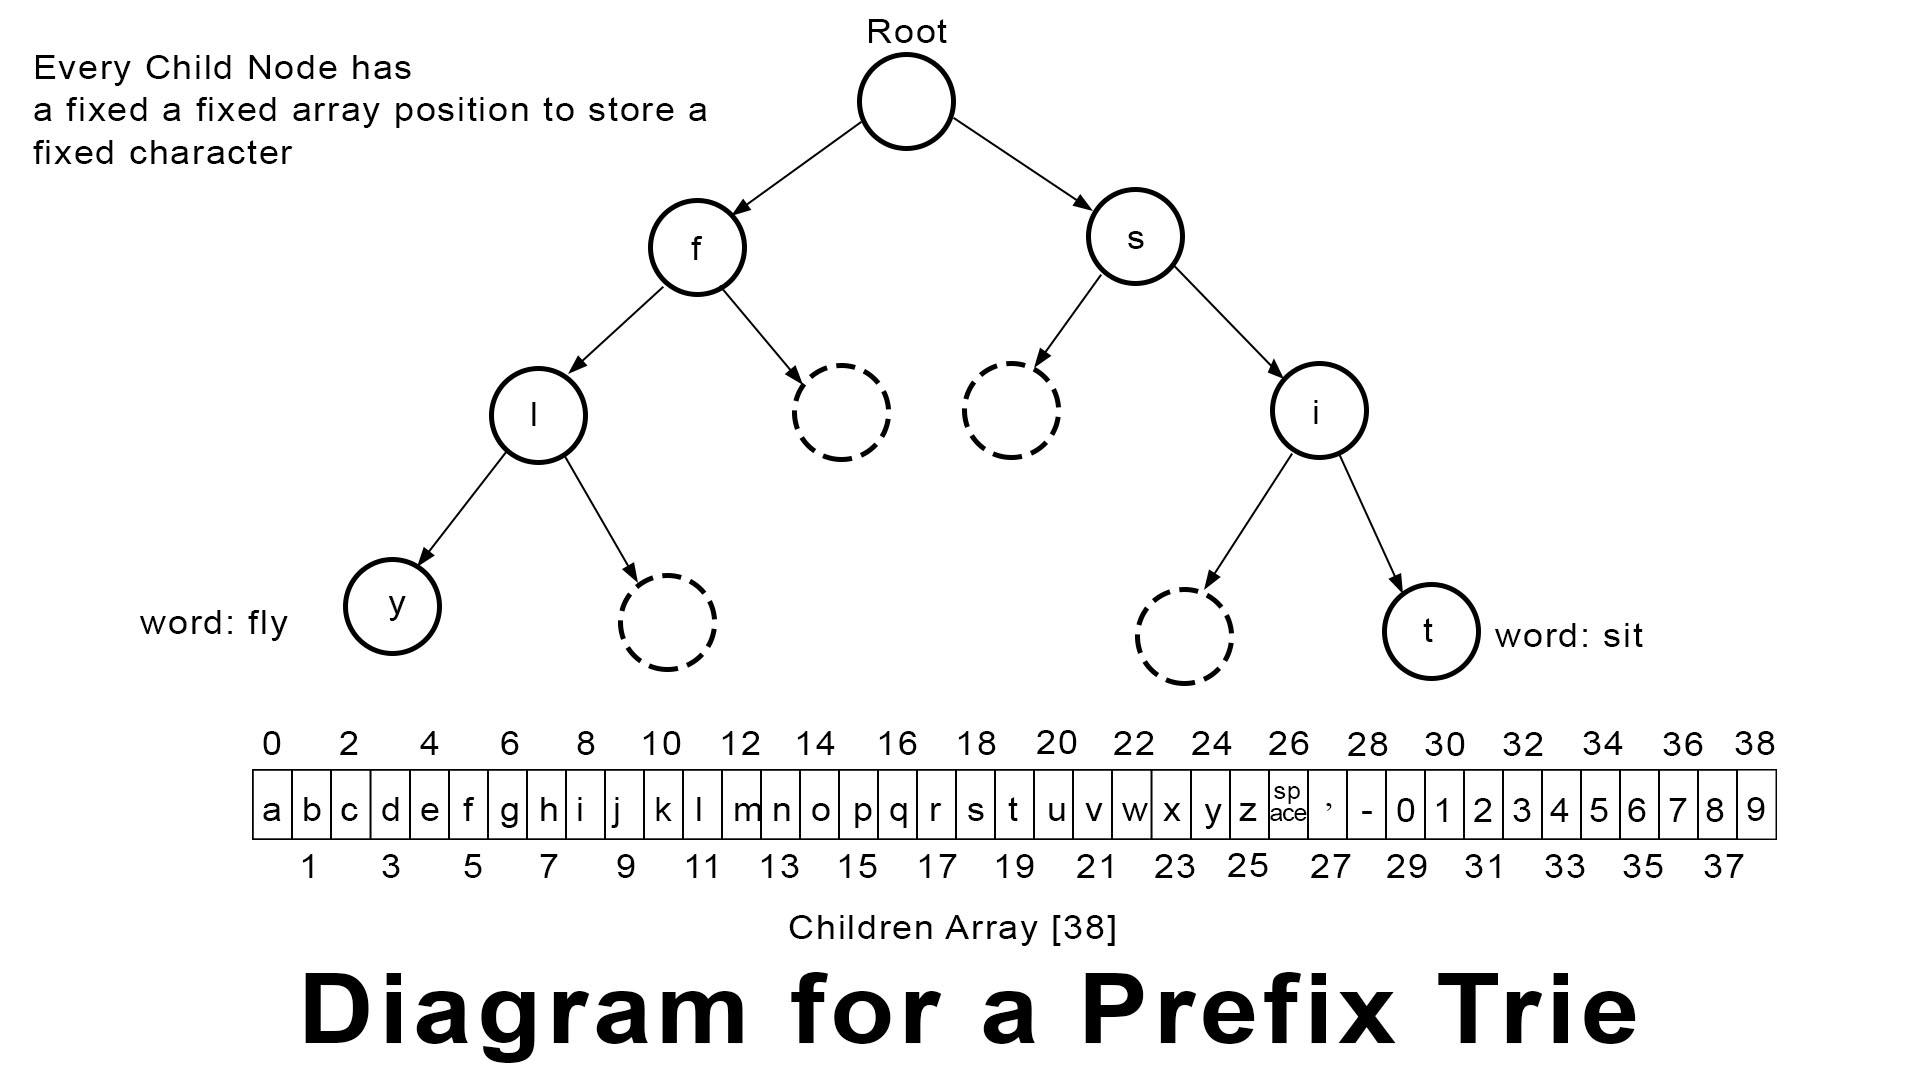 Root
Every Child Node has
a fixed a fixed array position to store a
fixed character
f
s
l
i
y
t
word: fly
word: sit
0 2 4 6 8 10 12 14 16 18 20 22 24 26 28 30 32 34 36 38
a b c d e f g h i j k l m n o p q r s t u v w x y z sp ace , - 0 1 2 3 4 5 6 7 8 9
1 3 5 7 9 11 13 15 17 19 21 23 25 27 29 31 33 35 37
Children Array [38]
Diagram for a Prefix Trie